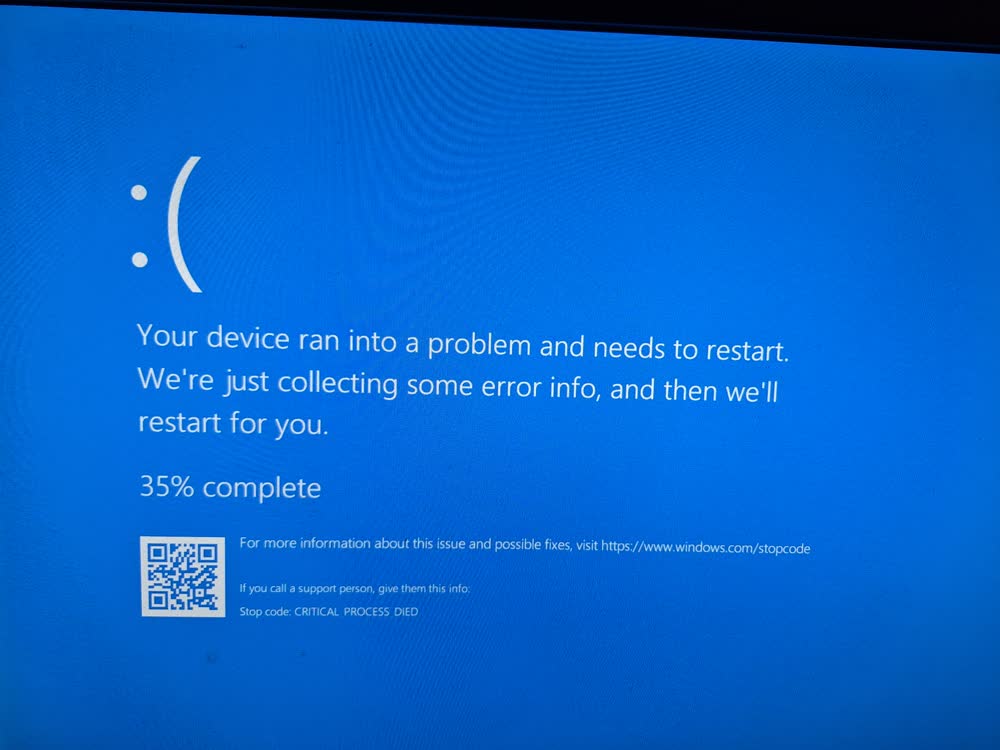 :(
Your device ran into a problem and needs to restart.
We're just collecting some error info, and then we'll
restart for you.
35% complete
For more information about this issue and possible fixes, visit https://www.windows.com/stopcode
If you call a support person, give them this info:
Stop code: CRITICAL PROCESS DIED